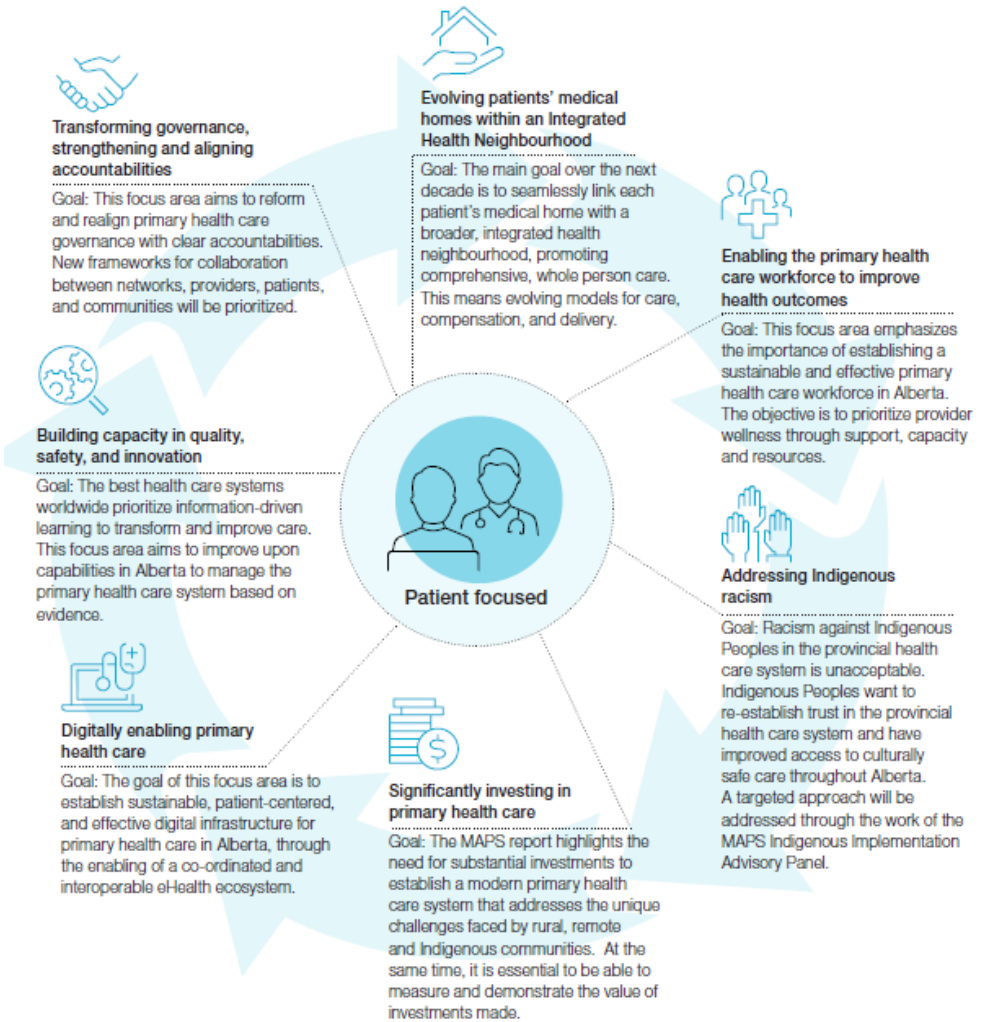 Transforming governance,
strengthening and aligning
accountabilities
Goal: This focus area aims to reform
and realign primary health care
governance with clear accountabilities.
New frameworks for collaboration
between networks, providers, patients,
and communities will be prioritized.
Evolving patients' medical
homes within an Integrated
Health Neighbourhood
Goal: The main goal over the next
decade is to seamlessly link each
patient's medical home with a
broader, integrated health
neighbourhood, promoting
comprehensive, whole person care.
This means evolving models for care,
compensation, and delivery.
Enabling the primary health
care workforce to improve
health outcomes
Goal: This focus area emphasizes
the importance of establishing a
sustainable and effective primary
health care workforce in Alberta.
The objective is to prioritize provider
wellness through support, capacity
and resources.
Building capacity in quality,
safety, and innovation
Goal: The best health care systems
worldwide prioritize information-driven
learning to transform and improve care.
This focus area aims to improve upon
capabilities in Alberta to manage the
primary health care system based on
evidence.
Patient focused
Addressing Indigenous
racism
Goal: Racism against Indigenous
Peoples in the provincial health
care system is unacceptable.
Indigenous Peoples want to
re-establish trust in the provincial
health care system and have
improved access to culturally
safe care throughout Alberta.
A targeted approach will be
addressed through the work of the
MAPS Indigenous Implementation
Advisory Panel.
Digitally enabling primary
health care
Goal: The goal of this focus area is to
establish sustainable, patient-centered,
and effective digital infrastructure for
primary health care in Alberta, through
the enabling of a co-ordinated and
interoperable eHealth ecosystem.
$
Significantly investing in
primary health care
Goal: The MAPS report highlights the
need for substantial investments to
establish a modern primary health
care system that addresses the unique
challenges faced by rural, remote
and Indigenous communities. At the
same time, it is essential to be able to
measure and demonstrate the value of
investments made.